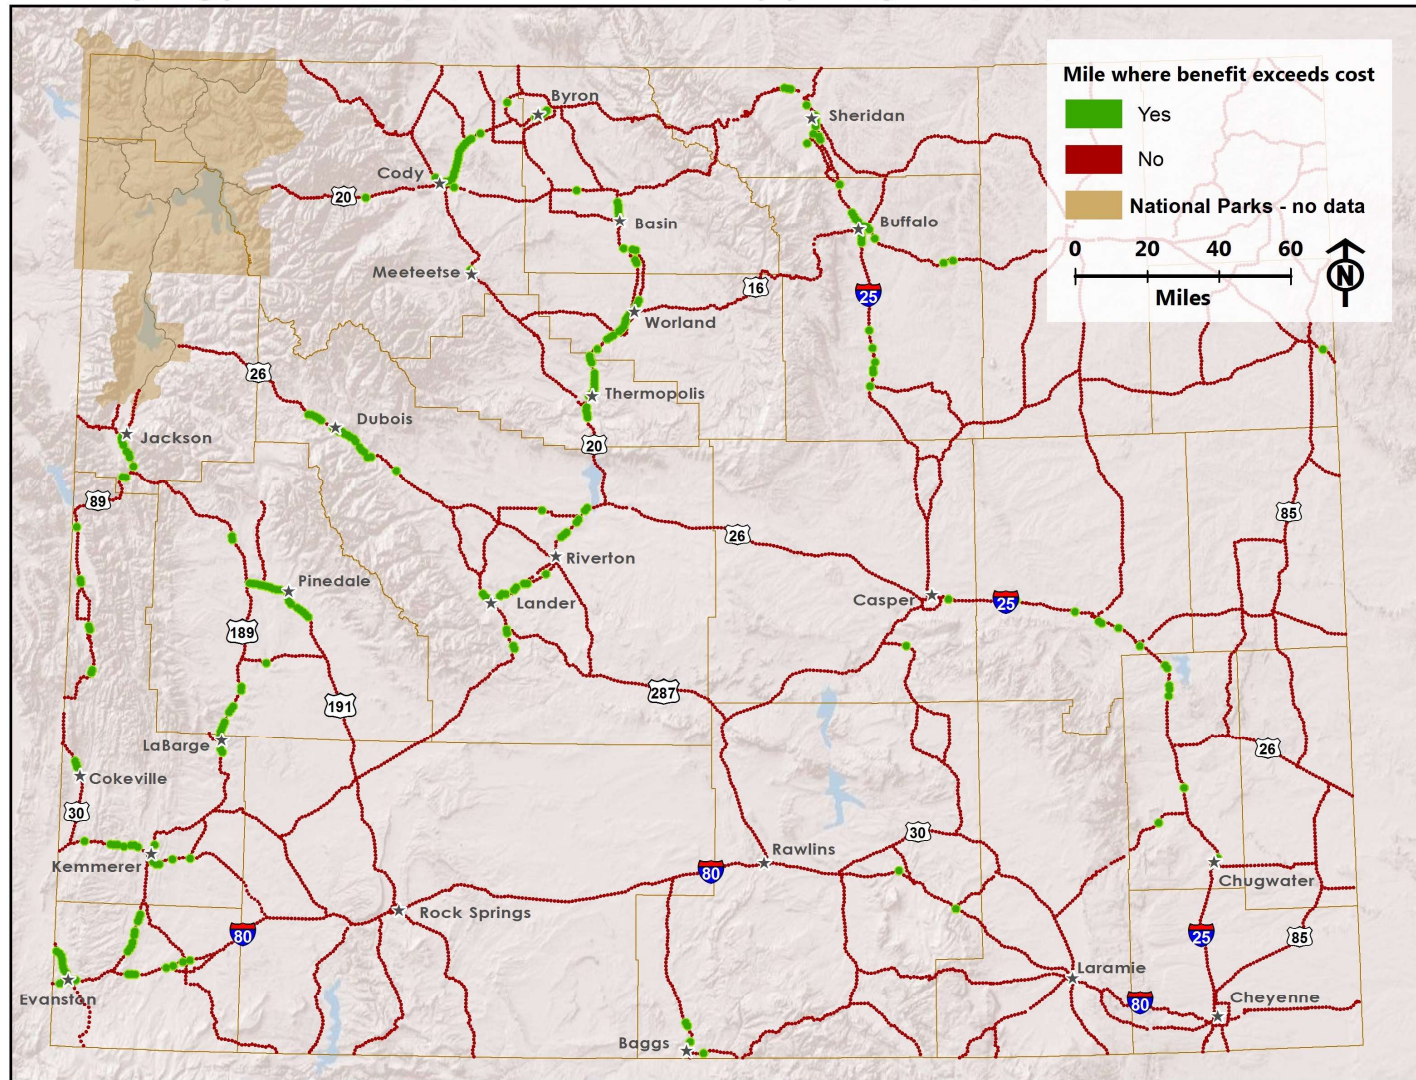 Mile where benefit exceeds cost
Yes
No
National Parks - no data
0 20 40 60
Miles
N
Byron
Sheridan
Cody
20
Basin
Buffalo
Meeteetse
16
25
Worland
26
Thermopolis
Dubois
Jackson
20
89
85
26
Riverton
Pinedale
Lander
Casper
25
189
287
191
LaBarge
26
Cokeville
30
30
Kemmerer
Rawlins
80
Chugwater
Rock Springs
80
25
85
Laramie
Evanston
80
Cheyenne
Baggs